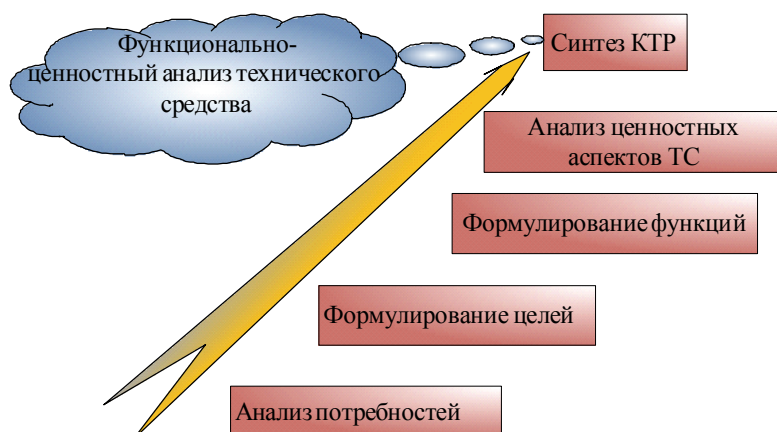 Функционально-
ценностный анализ технического
средства
Синтез КТР
Анализ ценностных
аспектов ТС
Формулирование функций
Формулирование целей
Анализ потребностей